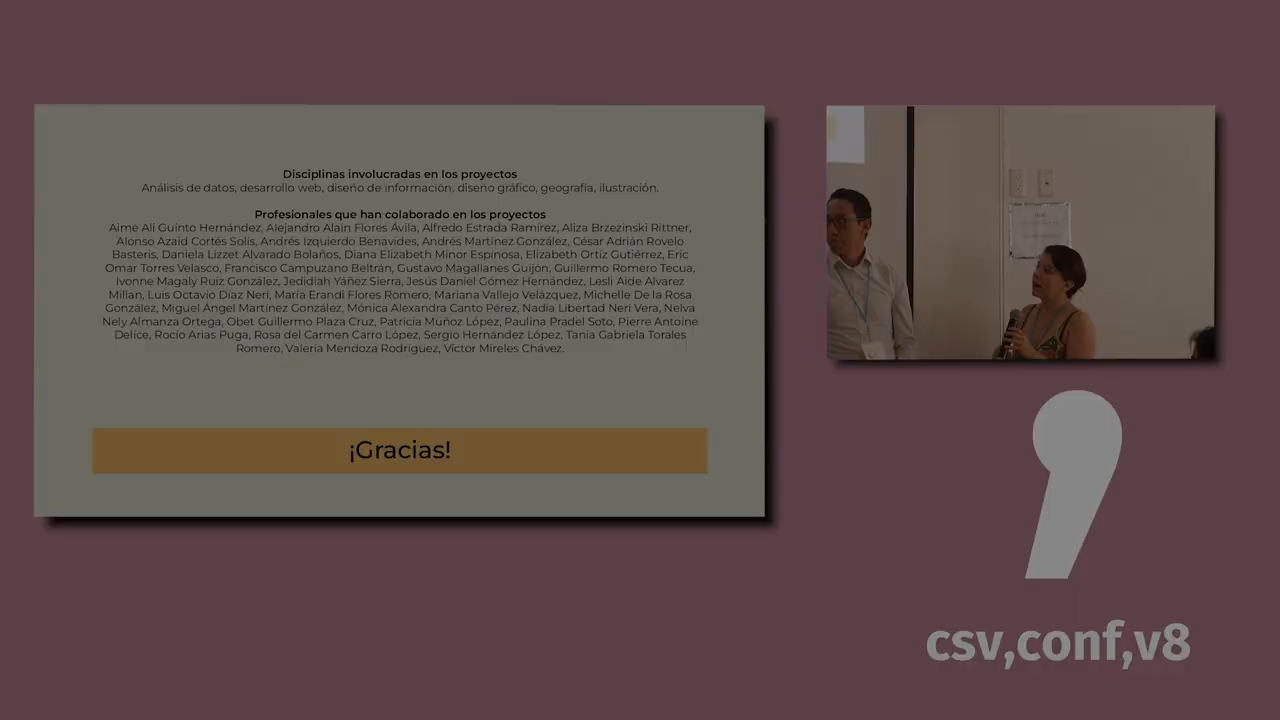 Disciplinas involucradas en los proyectos
Análisis de datos, desarrollo web, diseño de información, diseño gráfico, geografía, ilustración.
Profesionales que han colaborado en los proyectos
Aime Alí Guinto Hernández, Alejandro Alain Flores Ávila, Alfredo Estrada Ramírez, Aliza Brzezinski Rittner,
Alonso Azaid Cortés Solís, Andrés Izquierdo Benavides, Andrés Martínez González, César Adrián Rovelo
Basteris, Daniela Lizzet Alvarado Bolaños, Diana Elizabeth Minor Espinosa, Elizabeth Ortíz Gutiérrez, Eric
Omar Torres Velasco, Francisco Campuzano Beltrán, Gustavo Magallanes Guijón, Guillermo Romero Tecua,
Ivonne Magaly Ruiz González, Jedidiah Yáñez Sierra, Jesús Daniel Gómez Hernández, Lesli Aide Alvarez
Millan, Luis Octavio Díaz Neri, María Erandi Flores Romero, Mariana Vallejo Velázquez, Michelle De la Rosa
González, Miguel Ángel Martínez González, Mónica Alexandra Canto Pérez, Nadia Libertad Neri Vera, Nelva
Nely Almanza Ortega, Obet Guillermo Plaza Cruz, Patricia Muñoz López, Paulina Pradel Soto, Pierre Antoine
Delice, Rocío Arias Puga, Rosa del Carmen Carro López, Sergio Hernández López, Tania Gabriela Torales
Romero, Valeria Mendoza Rodríguez, Víctor Mireles Chávez.
¡Gracias!
csv,conf,v8